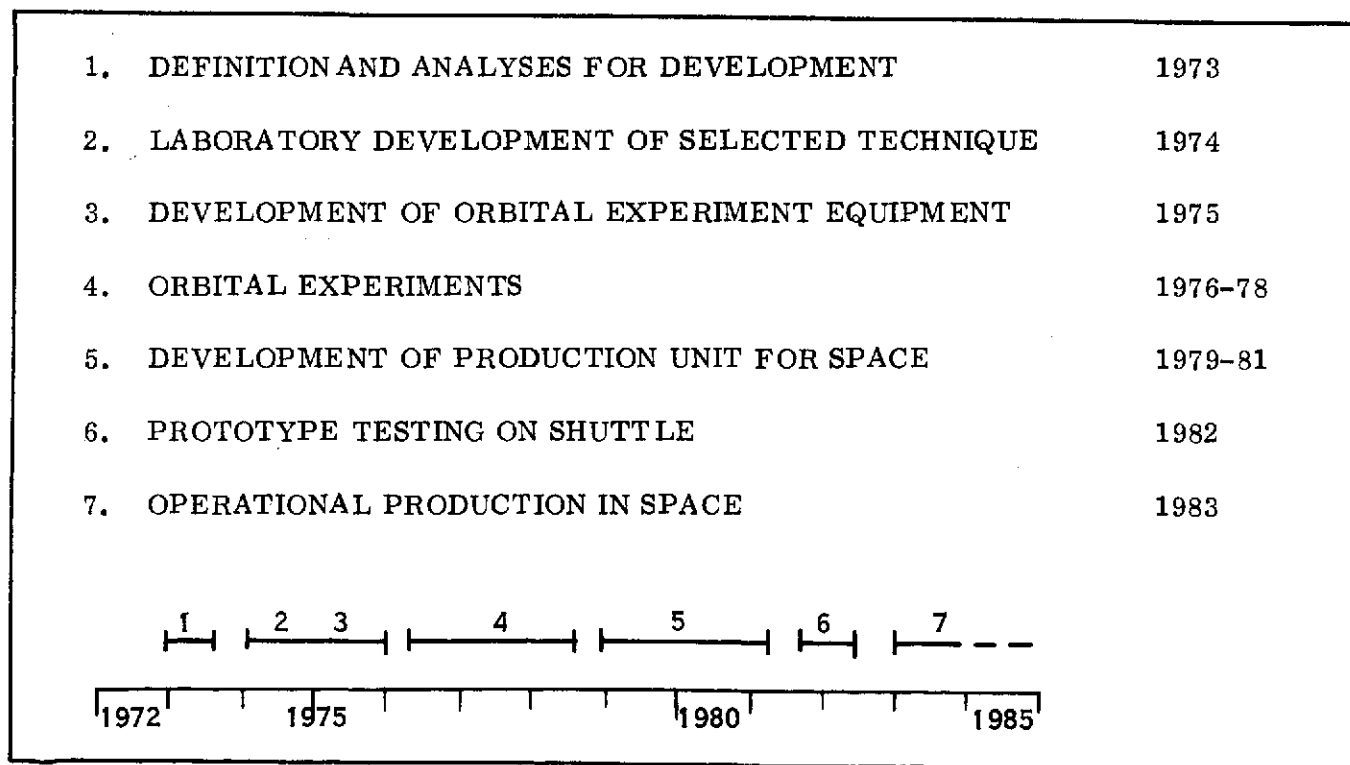 1. DEFINITION AND ANALYSES FOR DEVELOPMENT 1973
2. LABORATORY DEVELOPMENT OF SELECTED TECHNIQUE 1974
3. DEVELOPMENT OF ORBITAL EXPERIMENT EQUIPMENT 1975
4. ORBITAL EXPERIMENTS 1976-78
5. DEVELOPMENT OF PRODUCTION UNIT FOR SPACE 1979-81
6. PROTOTYPE TESTING ON SHUTTLE 1982
7. OPERATIONAL PRODUCTION IN SPACE 1983
1 2 3 4 5 6 7
1972 1975 1980 1985